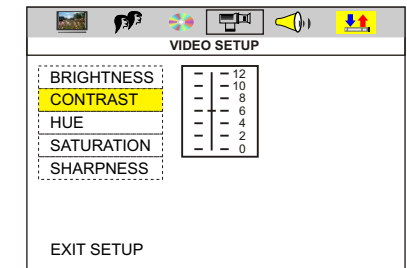 VIDEO SETUP
BRIGHTNESS
CONTRAST
HUE
SATURATION
SHARPNESS
12
10
8
6
4
2
0
EXIT SETUP